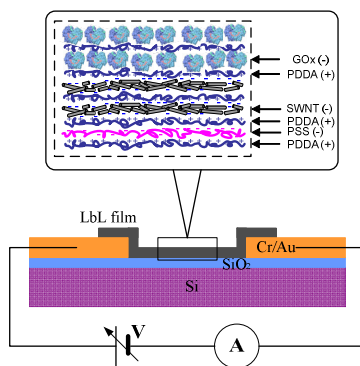 GOx (-)
PDDA (+)
SWNT (-)
PDDA (+)
PSS (-)
PDDA (+)
LbL film
Cr/Au
SiO₂
Si
V
A